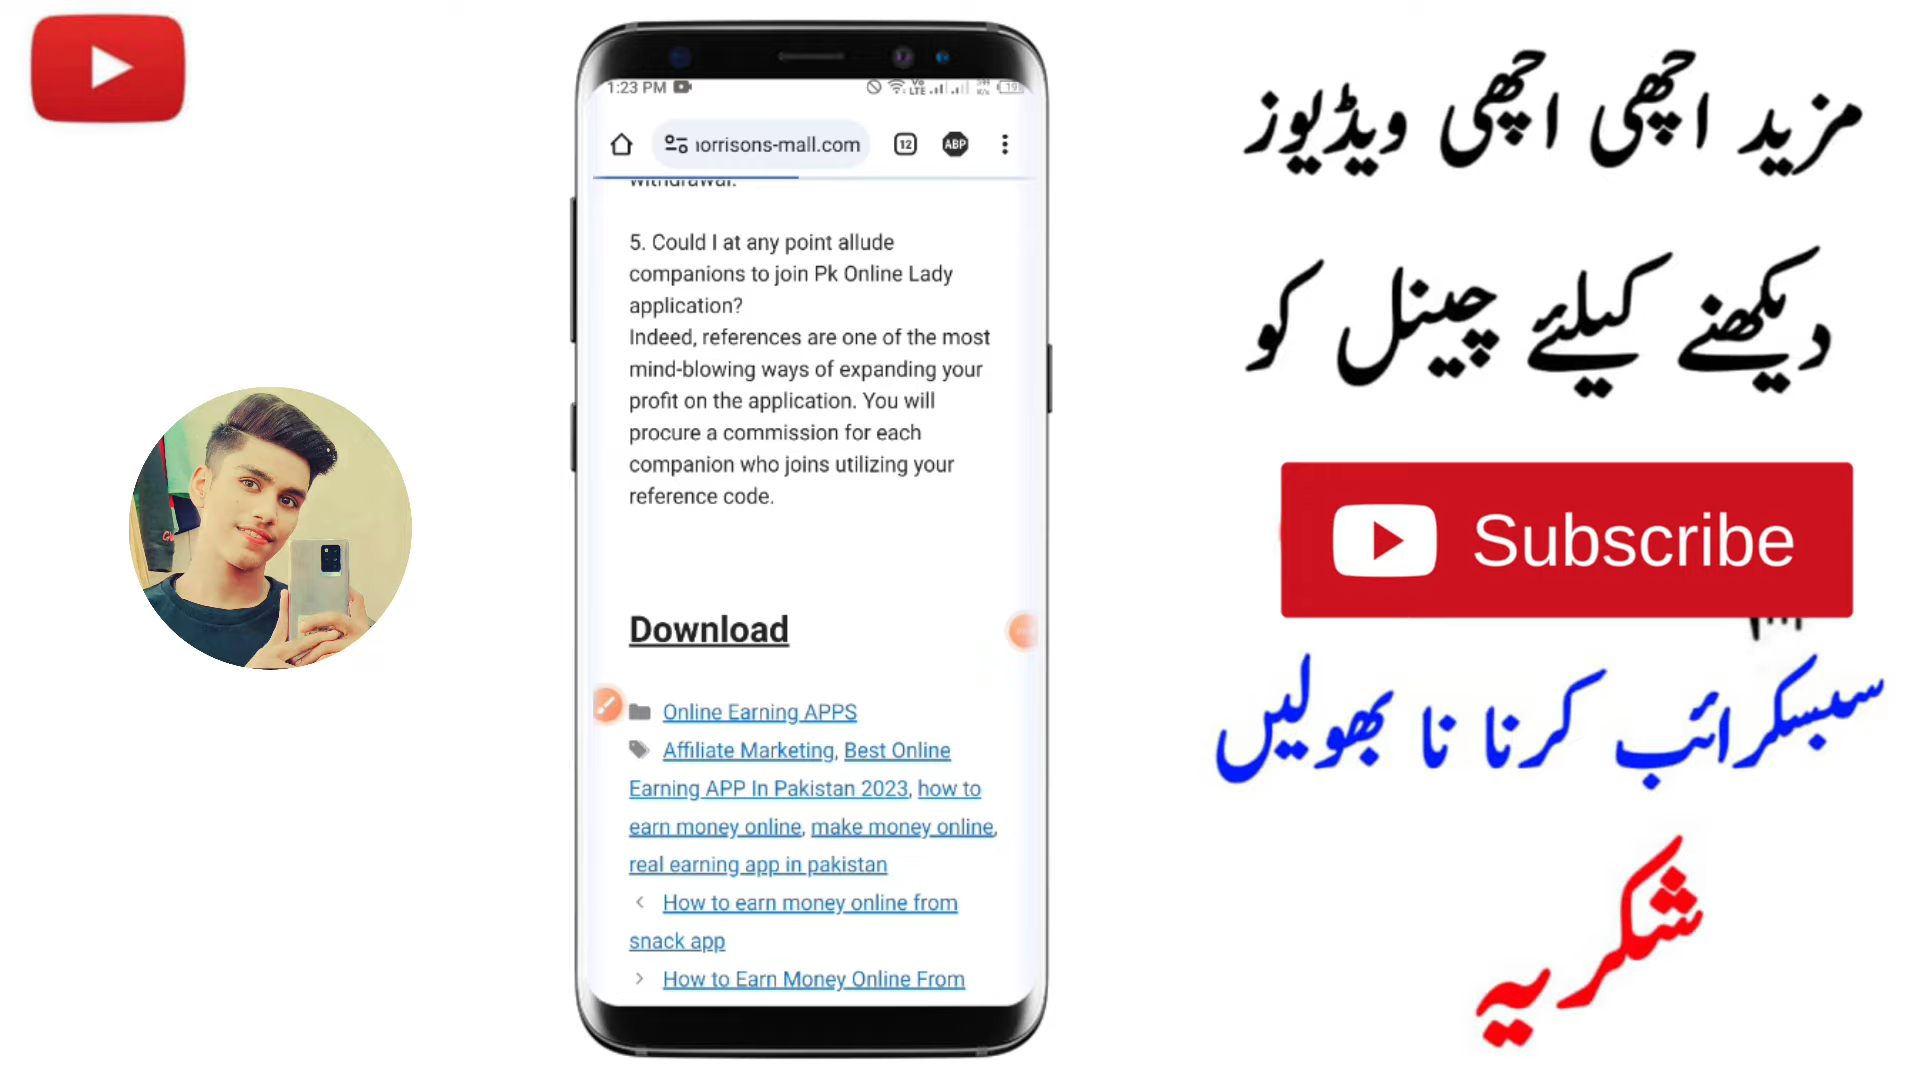 1:23 PM
Vo
LTE
12
ABP
orrisons-mall.com
withdrawal.
5. Could I at any point allude
companions to join Pk Online Lady
application?
Indeed, references are one of the most
mind-blowing ways of expanding your
profit on the application. You will
procure a commission for each
companion who joins utilizing your
reference code.
Download
Online Earning APPS
Affiliate Marketing, Best Online
Earning APP In Pakistan 2023, how to
earn money online, make money online,
real earning app in pakistan
How to earn money online from
snack app
How to Earn Money Online From
مزید اچھی اچھی ویڈیوز
دیکھنے کیلئے چینل کو
Subscribe
سبسکرائب کرنا نا بھولیں
شکریہ